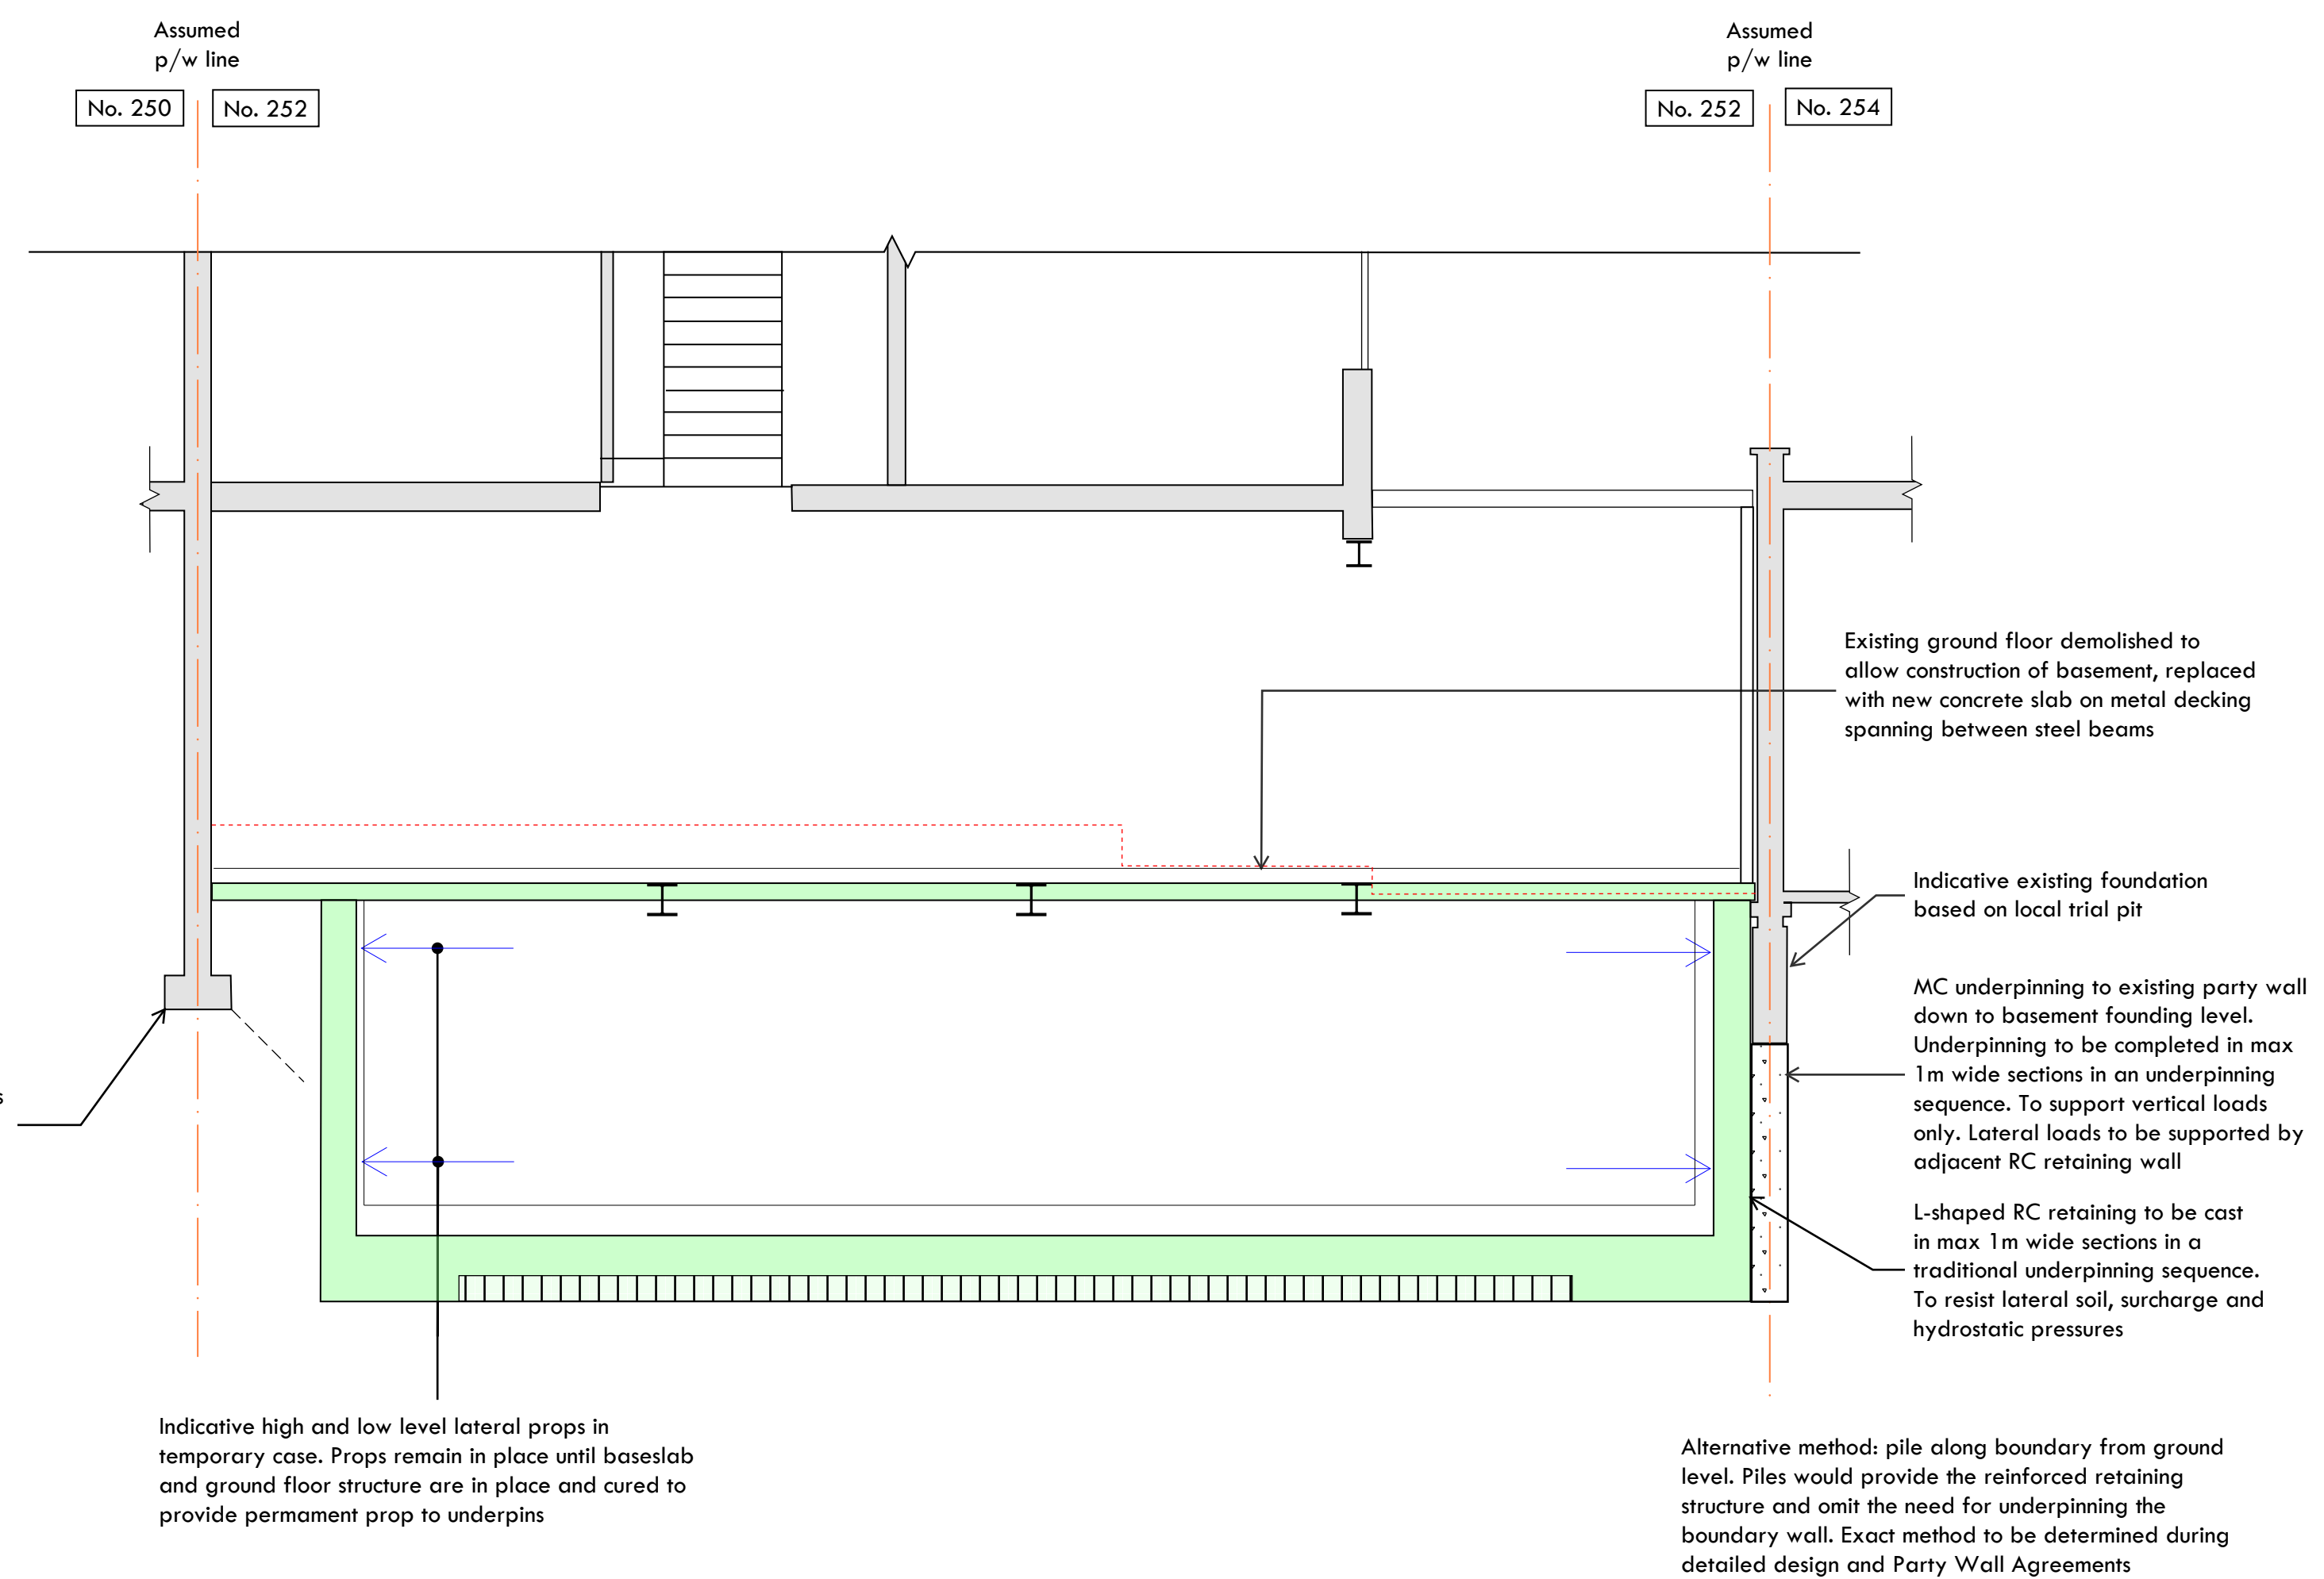 Assumed
p/w line
No. 250
No. 252
Assumed
p/w line
No. 252
No. 254
Existing ground floor demolished to
allow construction of basement, replaced
with new concrete slab on metal decking
spanning between steel beams
Indicative existing foundation
based on local trial pit
MC underpinning to existing party wall
down to basement founding level.
Underpinning to be completed in max
1m wide sections in an underpinning
sequence. To support vertical loads
only. Lateral loads to be supported by
adjacent RC retaining wall
L-shaped RC retaining to be cast
in max 1m wide sections in a
traditional underpinning sequence.
To resist lateral soil, surcharge and
hydrostatic pressures
Indicative high and low level lateral props in
temporary case. Props remain in place until baseslab
and ground floor structure are in place and cured to
provide permament prop to underpins
Alternative method: pile along boundary from ground
level. Piles would provide the reinforced retaining
structure and omit the need for underpinning the
boundary wall. Exact method to be determined during
detailed design and Party Wall Agreements